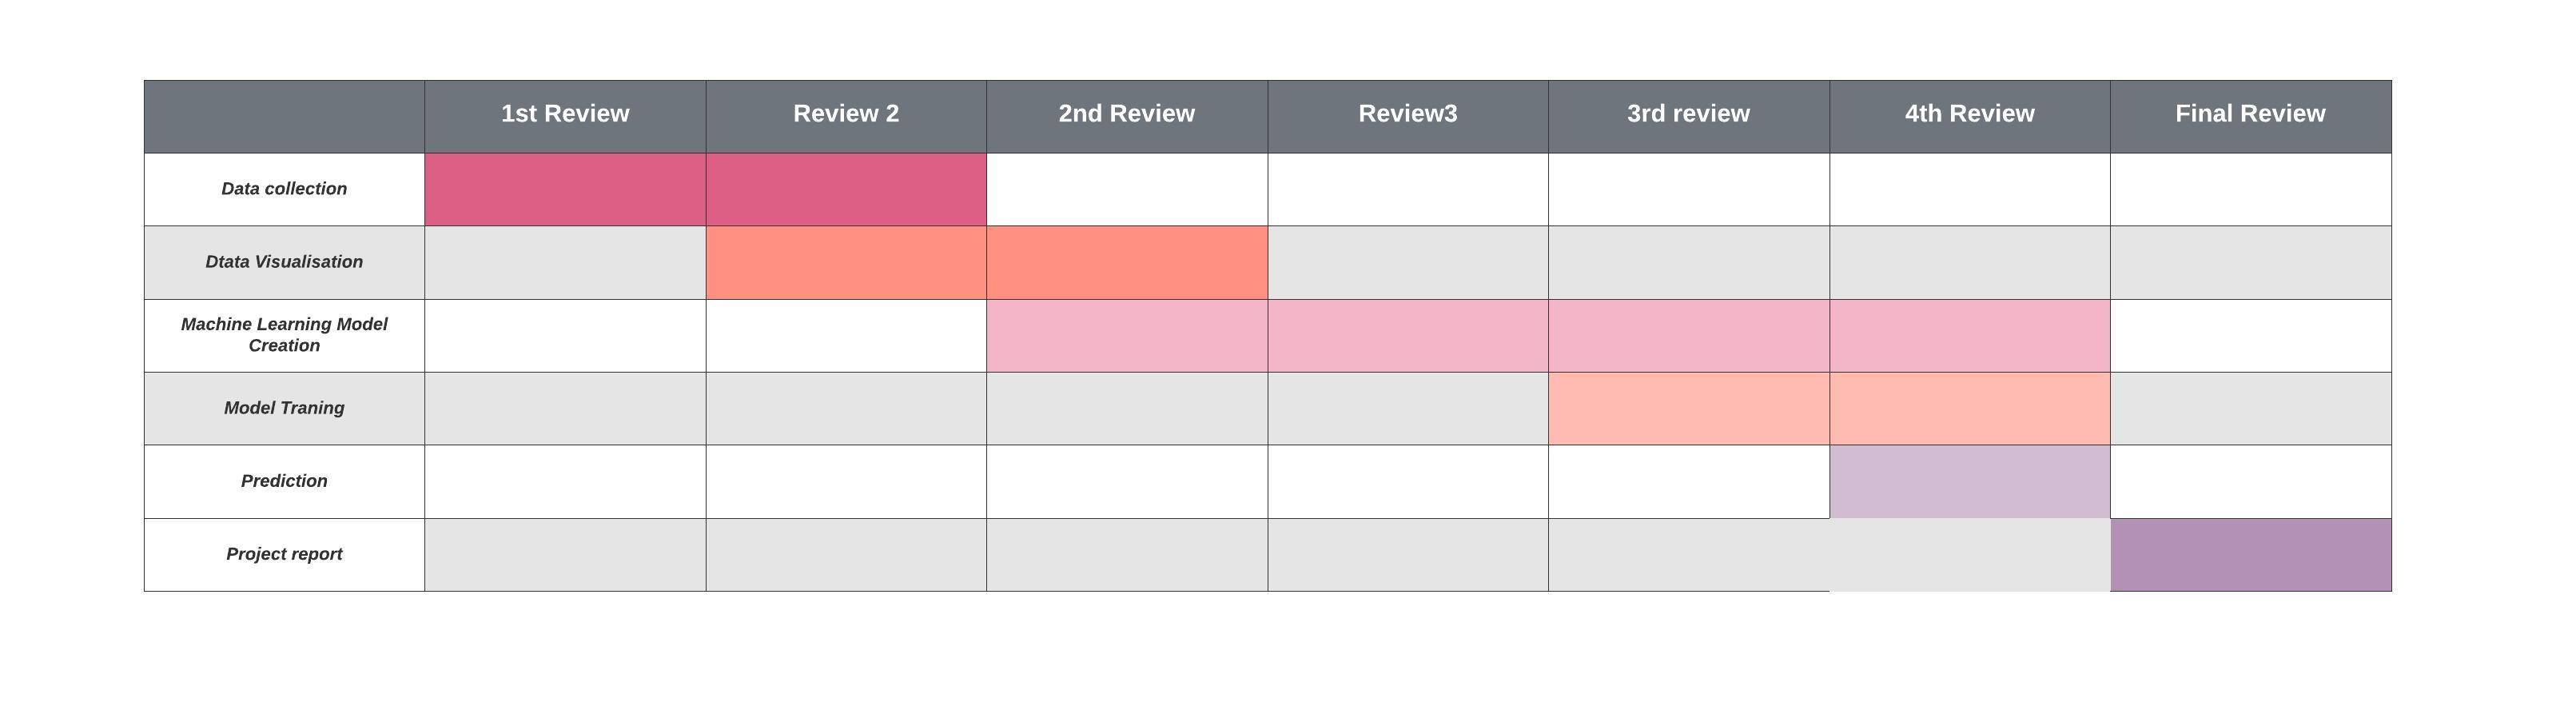 1st Review
Review 2
2nd Review
Review3
3rd review
4th Review
Final Review
Data collection
Dtata Visualisation
Machine Learning Model
Creation
Model Traning
Prediction
Project report